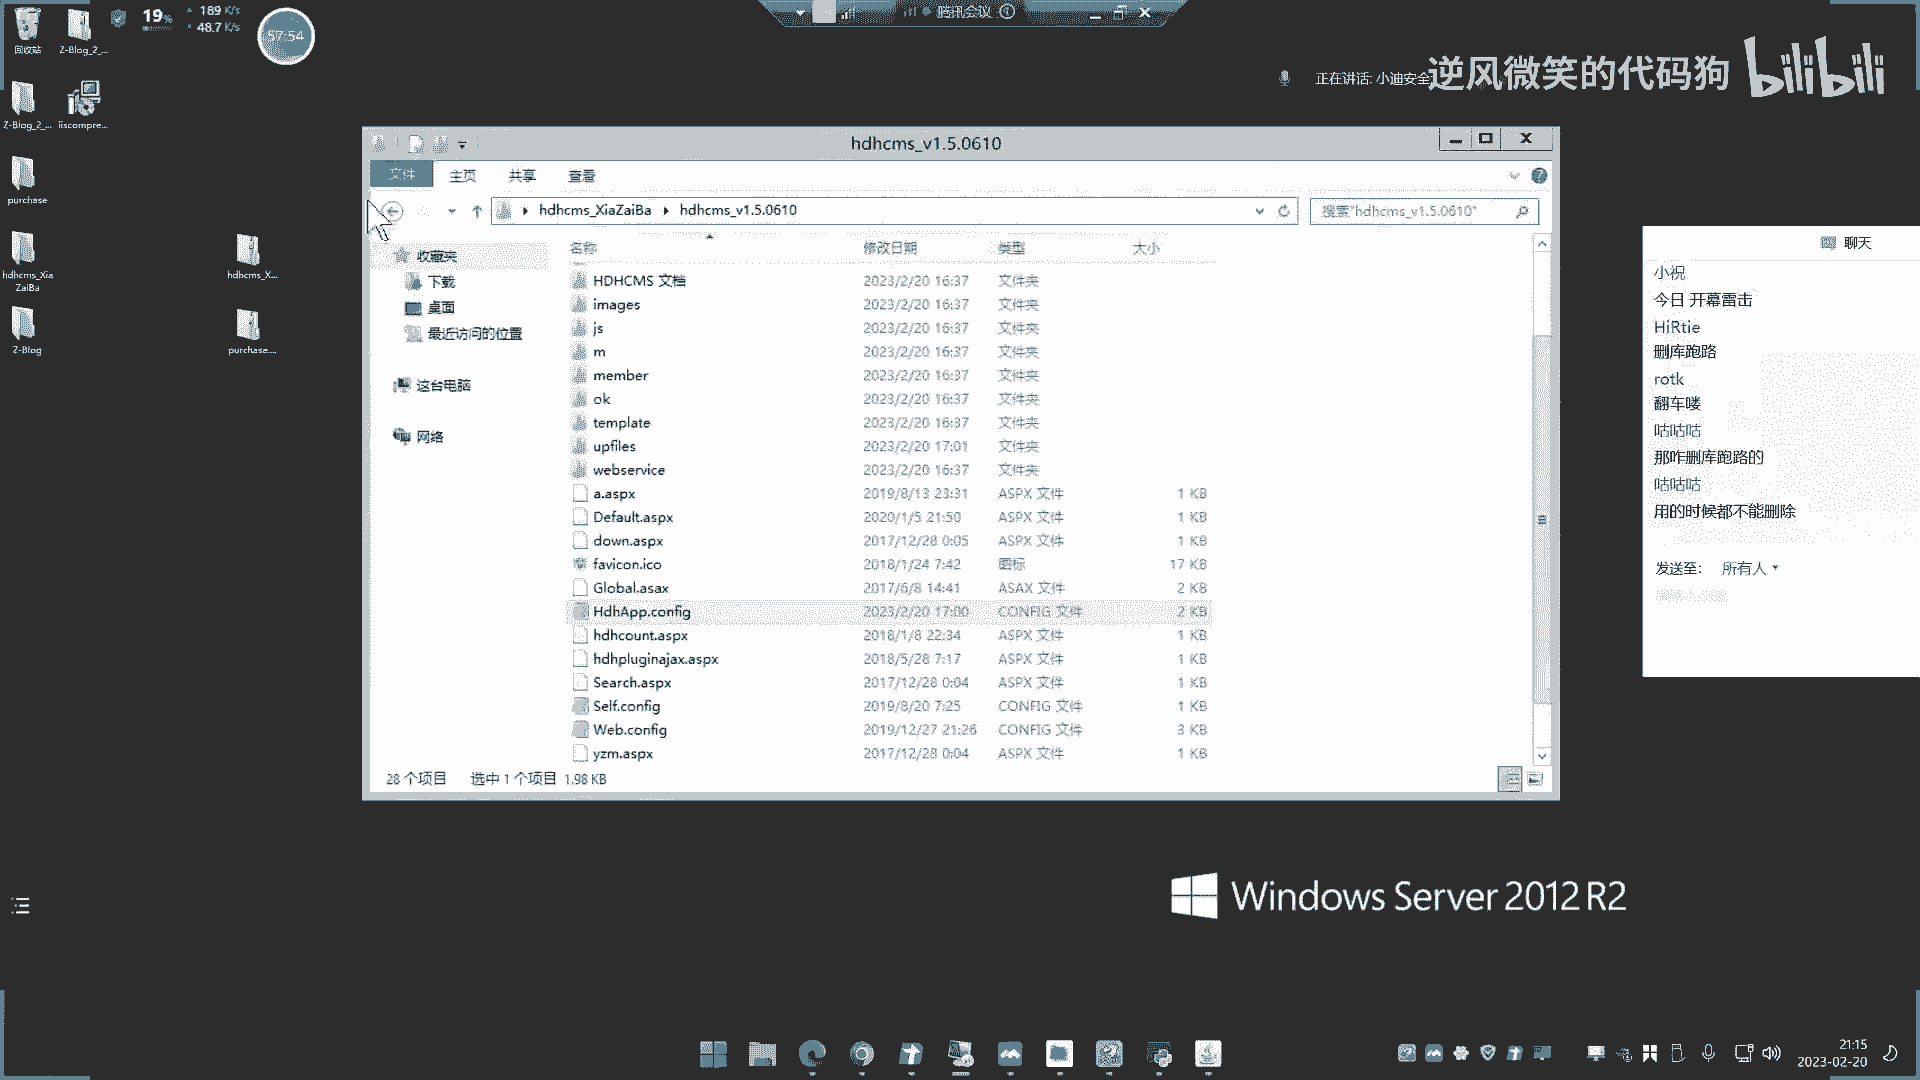 回收站
Z-Blog_2_...
19%
189 K/s
48.7 K/s
57:54
腾讯会议
正在讲话: 小迪安全
逆风微笑的代码狗 bilibili
Z-Blog_2_...
iiscompre...
purchase
hdhcms_Xia
ZaiBa
hdhcms_X...
Z-Blog
purchase....
hdhcms_v1.5.0610
文件 主页 共享 查看
hdhcms_XiaZaiBa hdhcms_v1.5.0610
搜索"hdhcms_v1.5.0610"
收藏夹
下载
桌面
最近访问的位置
这台电脑
网络
名称 修改日期 类型 大小
HDHCMS 文档 2023/2/20 16:37 文件夹
images 2023/2/20 16:37 文件夹
js 2023/2/20 16:37 文件夹
m 2023/2/20 16:37 文件夹
member 2023/2/20 16:37 文件夹
ok 2023/2/20 16:37 文件夹
template 2023/2/20 16:37 文件夹
upfiles 2023/2/20 17:01 文件夹
webservice 2023/2/20 16:37 文件夹
a.aspx 2019/8/13 23:31 ASPX 文件 1 KB
Default.aspx 2020/1/5 21:50 ASPX 文件 1 KB
down.aspx 2017/12/28 0:05 ASPX 文件 1 KB
favicon.ico 2018/1/24 7:42 图标 17 KB
Global.asax 2017/6/8 14:41 ASAX 文件 2 KB
HdhApp.config 2023/2/20 17:00 CONFIG 文件 2 KB
hdhcount.aspx 2018/1/8 22:34 ASPX 文件 1 KB
hdhpluginajax.aspx 2018/5/28 7:17 ASPX 文件 1 KB
Search.aspx 2017/12/28 0:04 ASPX 文件 1 KB
Self.config 2019/8/20 7:25 CONFIG 文件 1 KB
Web.config 2019/12/27 21:26 CONFIG 文件 3 KB
yzm.aspx 2017/12/28 0:04 ASPX 文件 1 KB
28 个项目 选中 1 个项目 1.98 KB
聊天
小祝
今日 开幕雷击
HiRtie
删库跑路
rotk
翻车喽
咕咕咕
那咋删库跑路的
咕咕咕
用的时候都不能删除
发送至: 所有人
Windows Server 2012 R2
21:15
2023-02-20